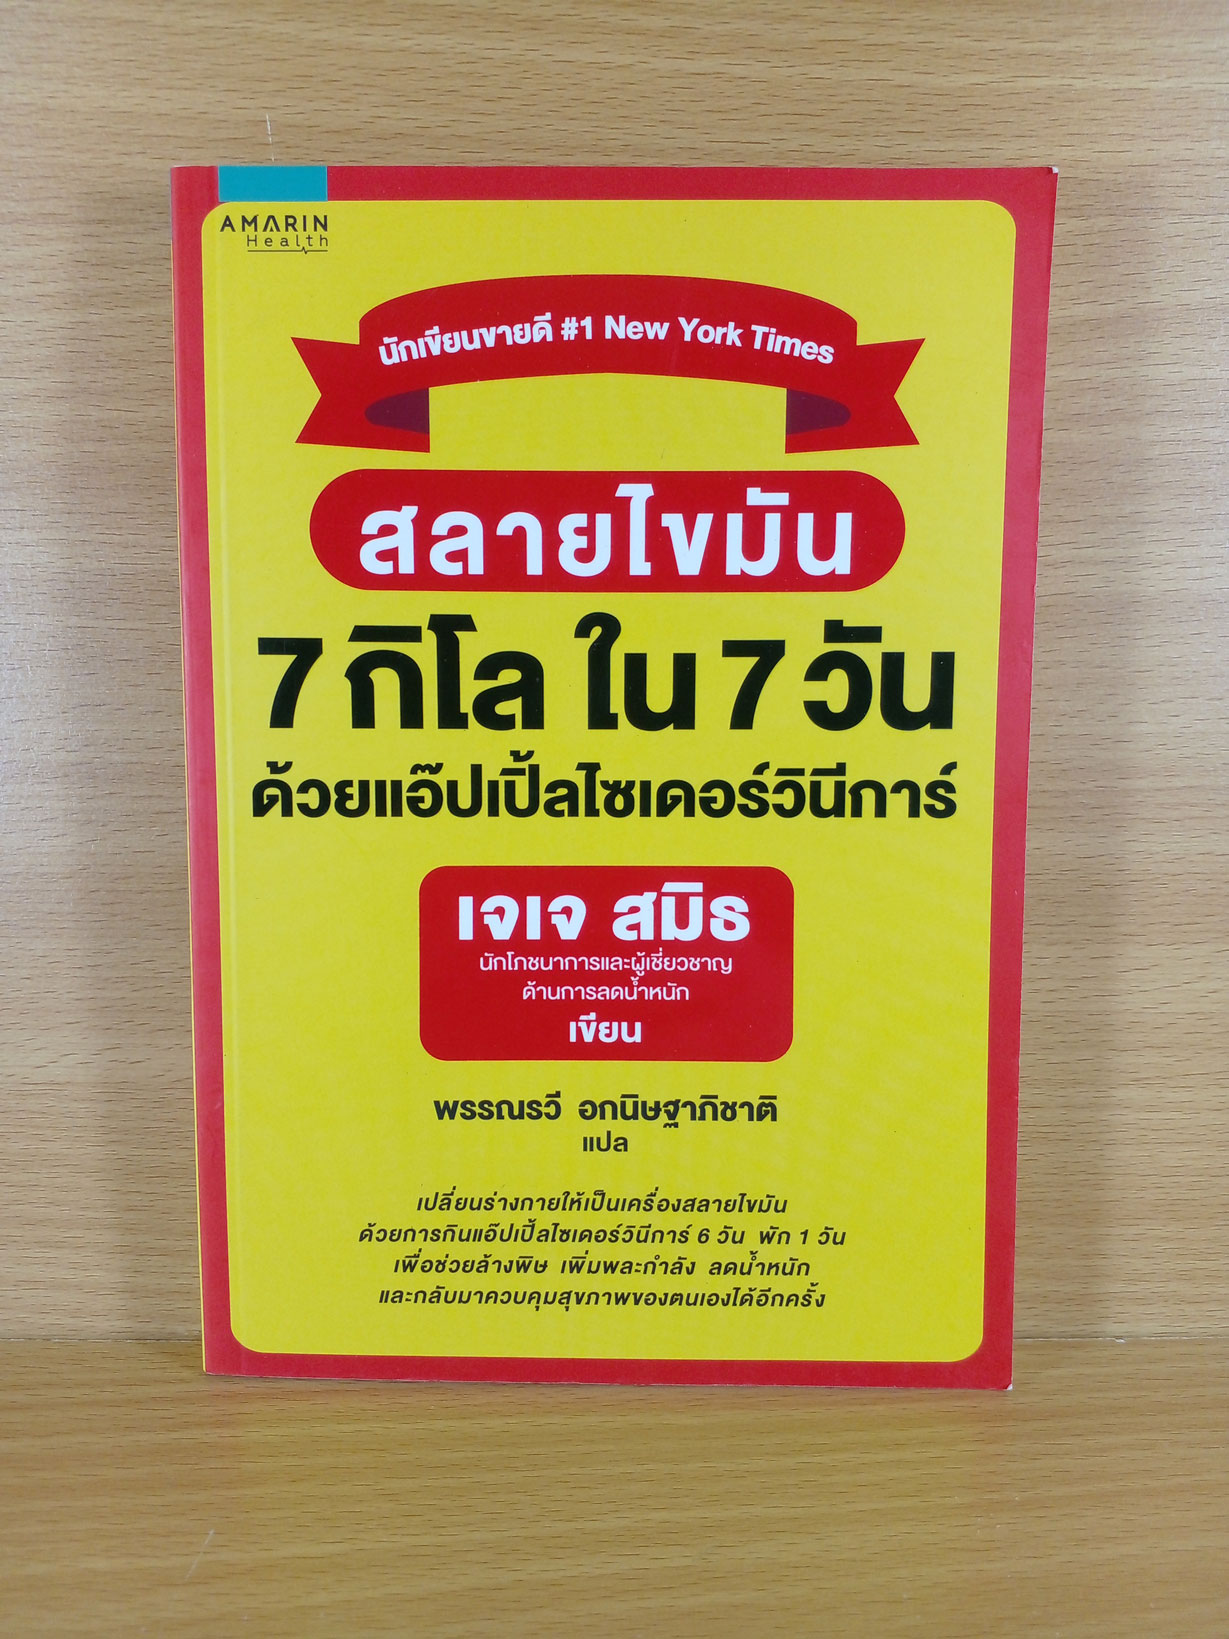 AMARIN
Health
นักเขียนขายดี #1 New York Times
สลายไขมัน
7 กิโล ใน 7 วัน
ด้วยแอ๊ปเปิ้ลไซเดอร์วินีการ์
เจเจ สมิธ
นักโภชนาการและผู้เชี่ยวชาญ
ด้านการลดน้ำหนัก
เขียน
พรรณรวี อกนิษฐาภิชาติ
แปล
เปลี่ยนร่างกายให้เป็นเครื่องสลายไขมัน
ด้วยการกินแอ๊ปเปิ้ลไซเดอร์วินีการ์ 6 วัน พัก 1 วัน
เพื่อช่วยล้างพิษ เพิ่มพละกำลัง ลดน้ำหนัก
และกลับมาควบคุมสุขภาพของตนเองได้อีกครั้ง